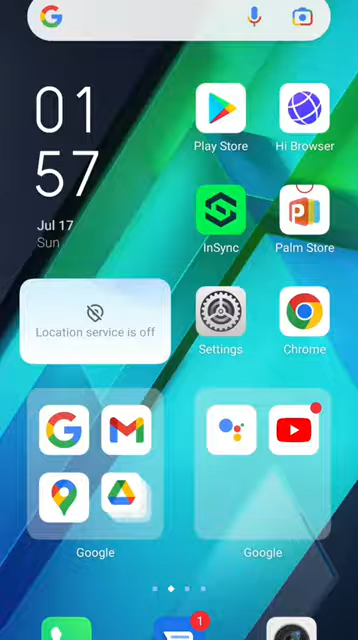 01
57
Jul 17
Sun
Play Store
Hi Browser
InSync
Palm Store
Location service is off
Settings
Chrome
Google
Google
1